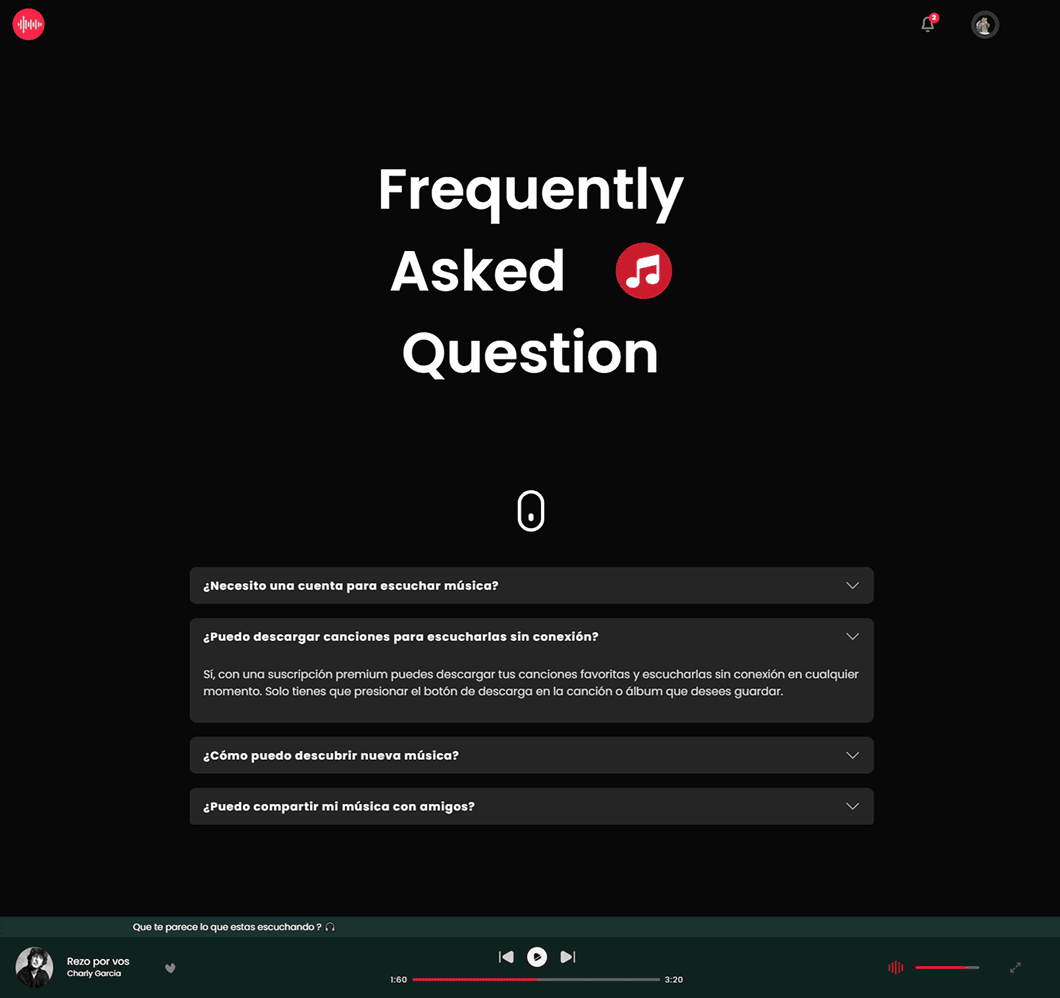 2
Frequently
Asked
Question
¿Necesito una cuenta para escuchar música?
¿Puedo descargar canciones para escucharlas sin conexión?
Sí, con una suscripción premium puedes descargar tus canciones favoritas y escucharlas sin conexión en cualquier
momento. Solo tienes que presionar el botón de descarga en la canción o álbum que desees guardar.
¿Cómo puedo descubrir nueva música?
¿Puedo compartir mi música con amigos?
Que te parece lo que estas escuchando ? 🎧
Rezo por vos
Charly Garcia
1:60
3:20